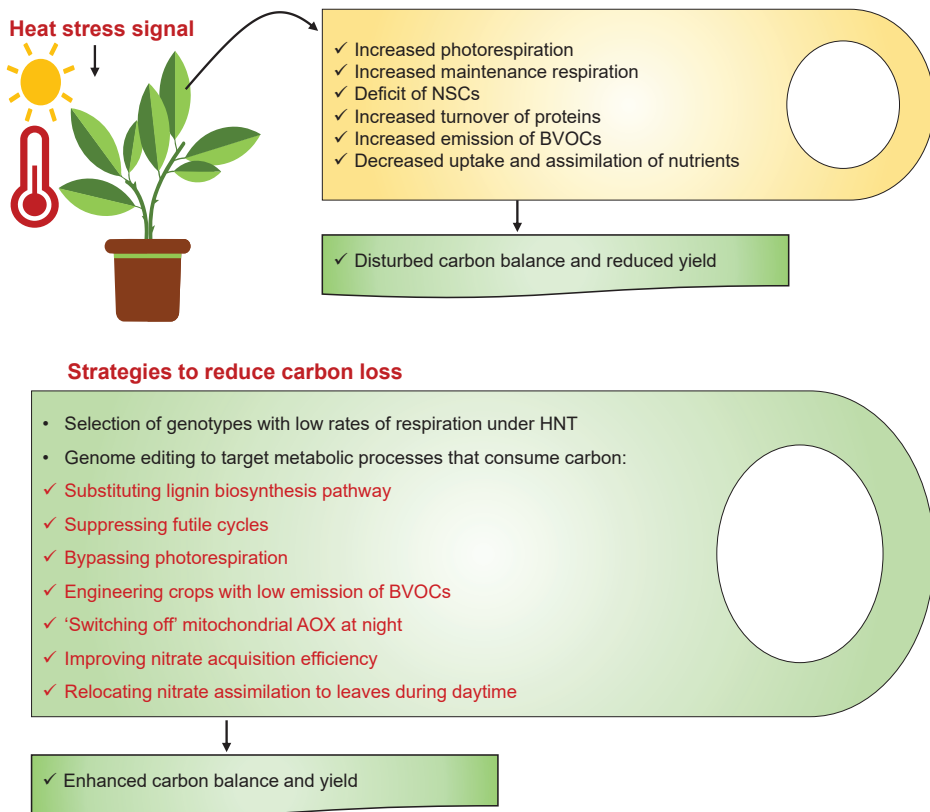 Heat stress signal
✓ Increased photorespiration
✓ Increased maintenance respiration
✓ Deficit of NSCs
✓ Increased turnover of proteins
✓ Increased emission of BVOCs
✓ Decreased uptake and assimilation of nutrients
✓ Disturbed carbon balance and reduced yield
Strategies to reduce carbon loss
• Selection of genotypes with low rates of respiration under HNT
• Genome editing to target metabolic processes that consume carbon:
✓ Substituting lignin biosynthesis pathway
✓ Suppressing futile cycles
✓ Bypassing photorespiration
✓ Engineering crops with low emission of BVOCs
✓ ‘Switching off’ mitochondrial AOX at night
✓ Improving nitrate acquisition efficiency
✓ Relocating nitrate assimilation to leaves during daytime
✓ Enhanced carbon balance and yield